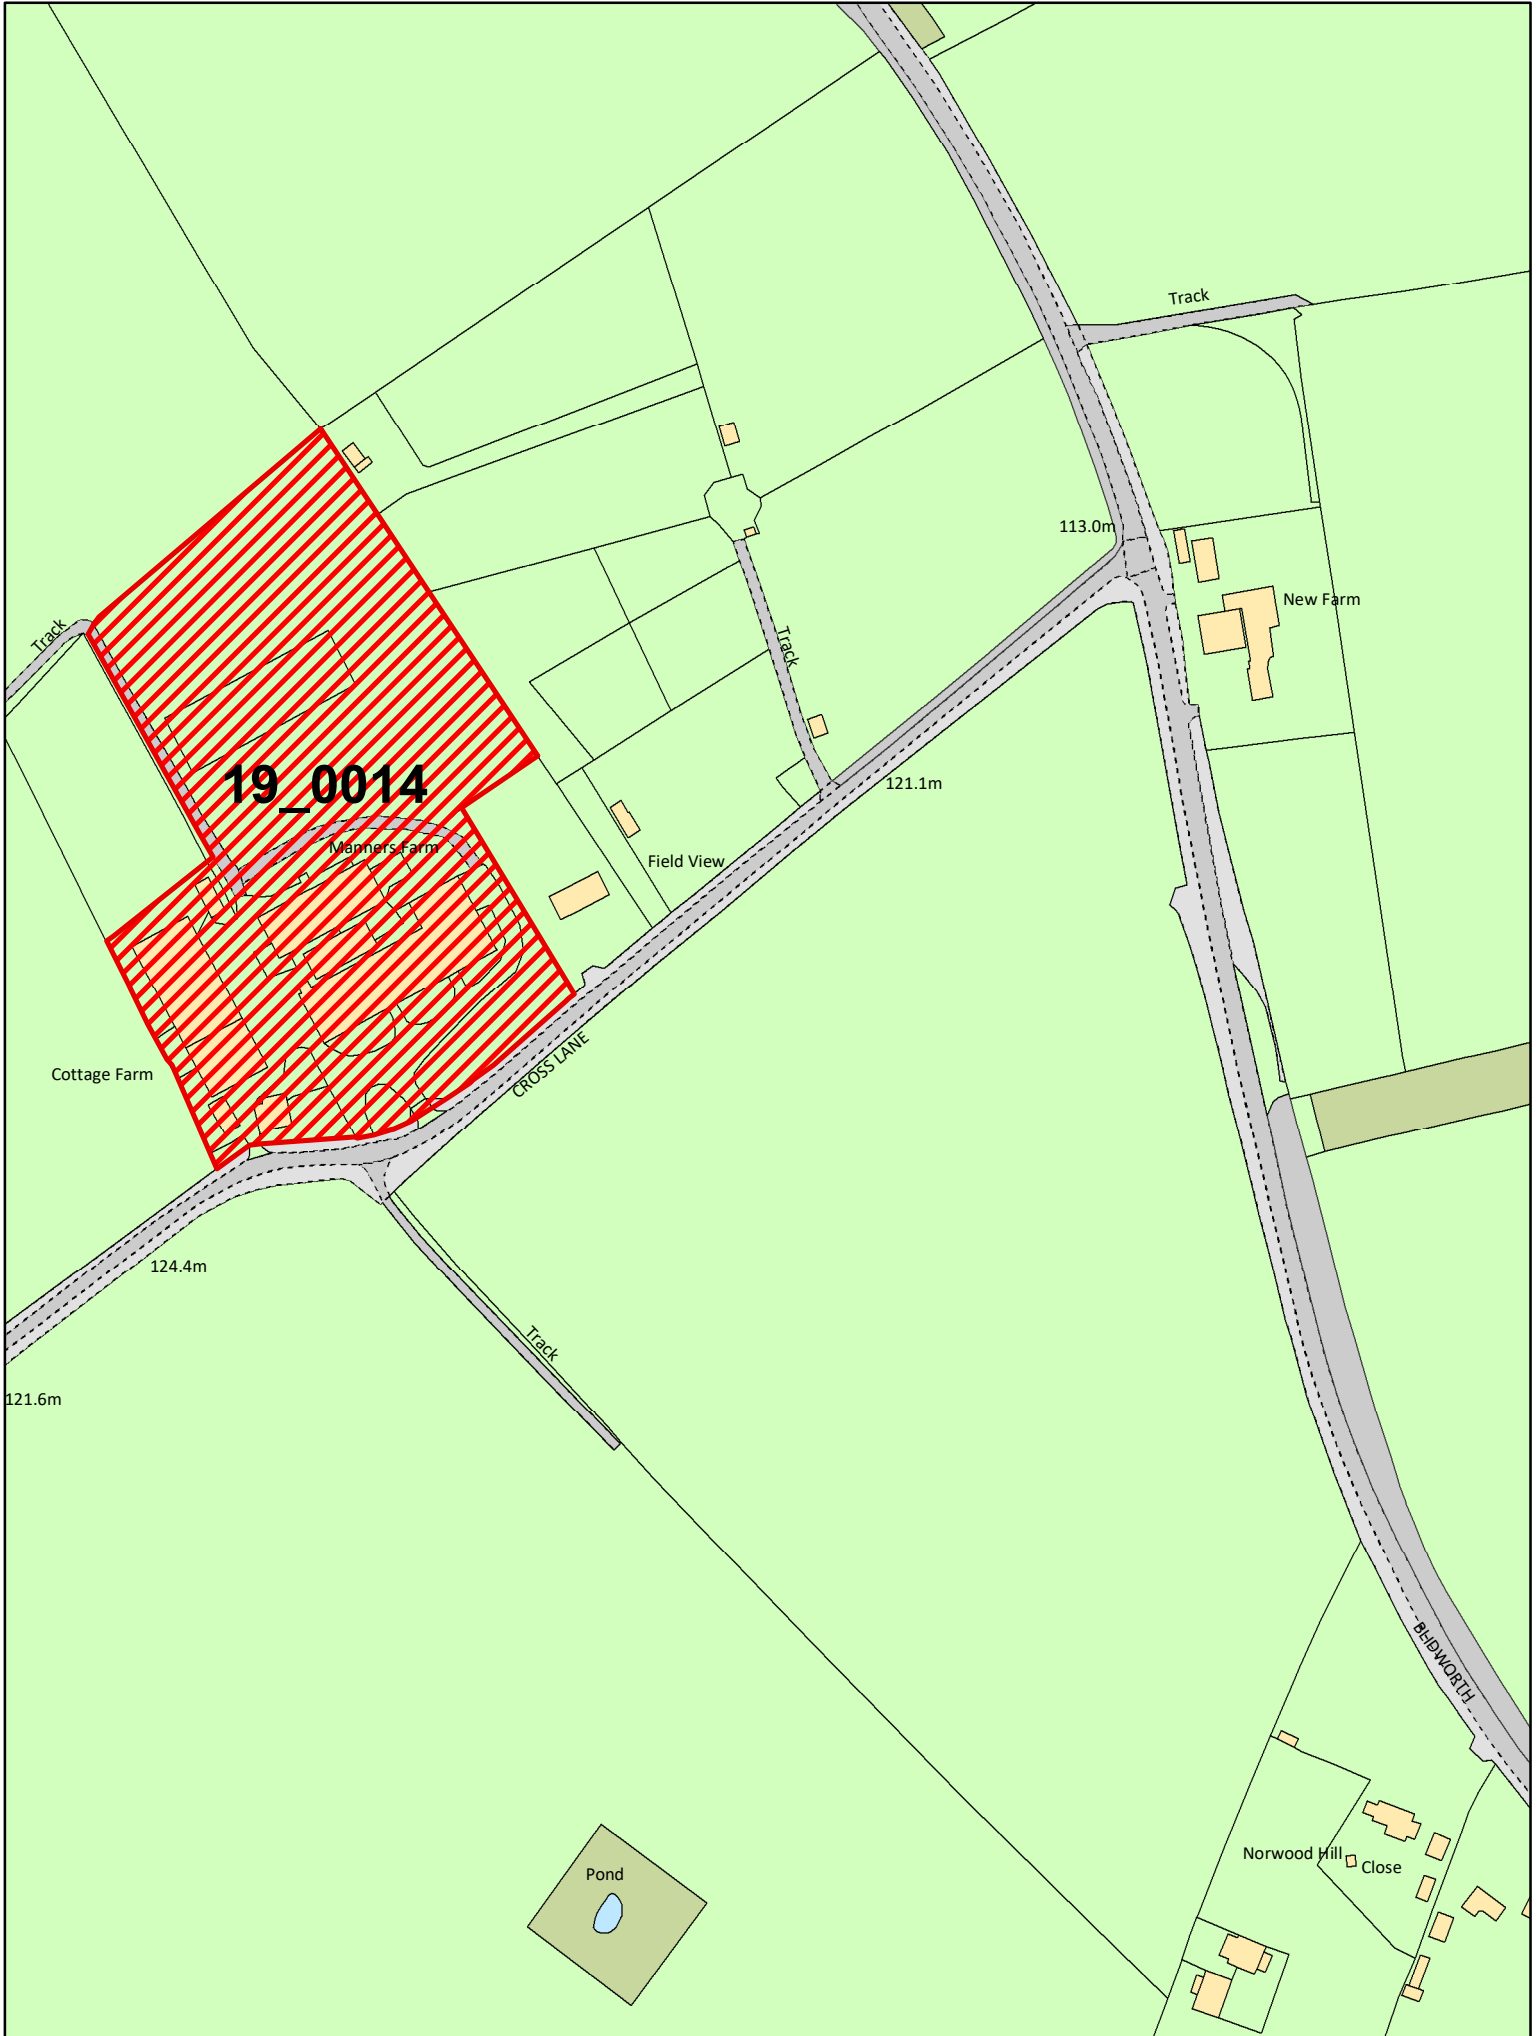 Track
113.0m
New Farm
Track
Track
19_0014
121.1m
Manners Farm
Field View
CROSS LANE
Cottage Farm
124.4m
Track
121.6m
BLIDWORTH
Norwood Hill
Close
Pond